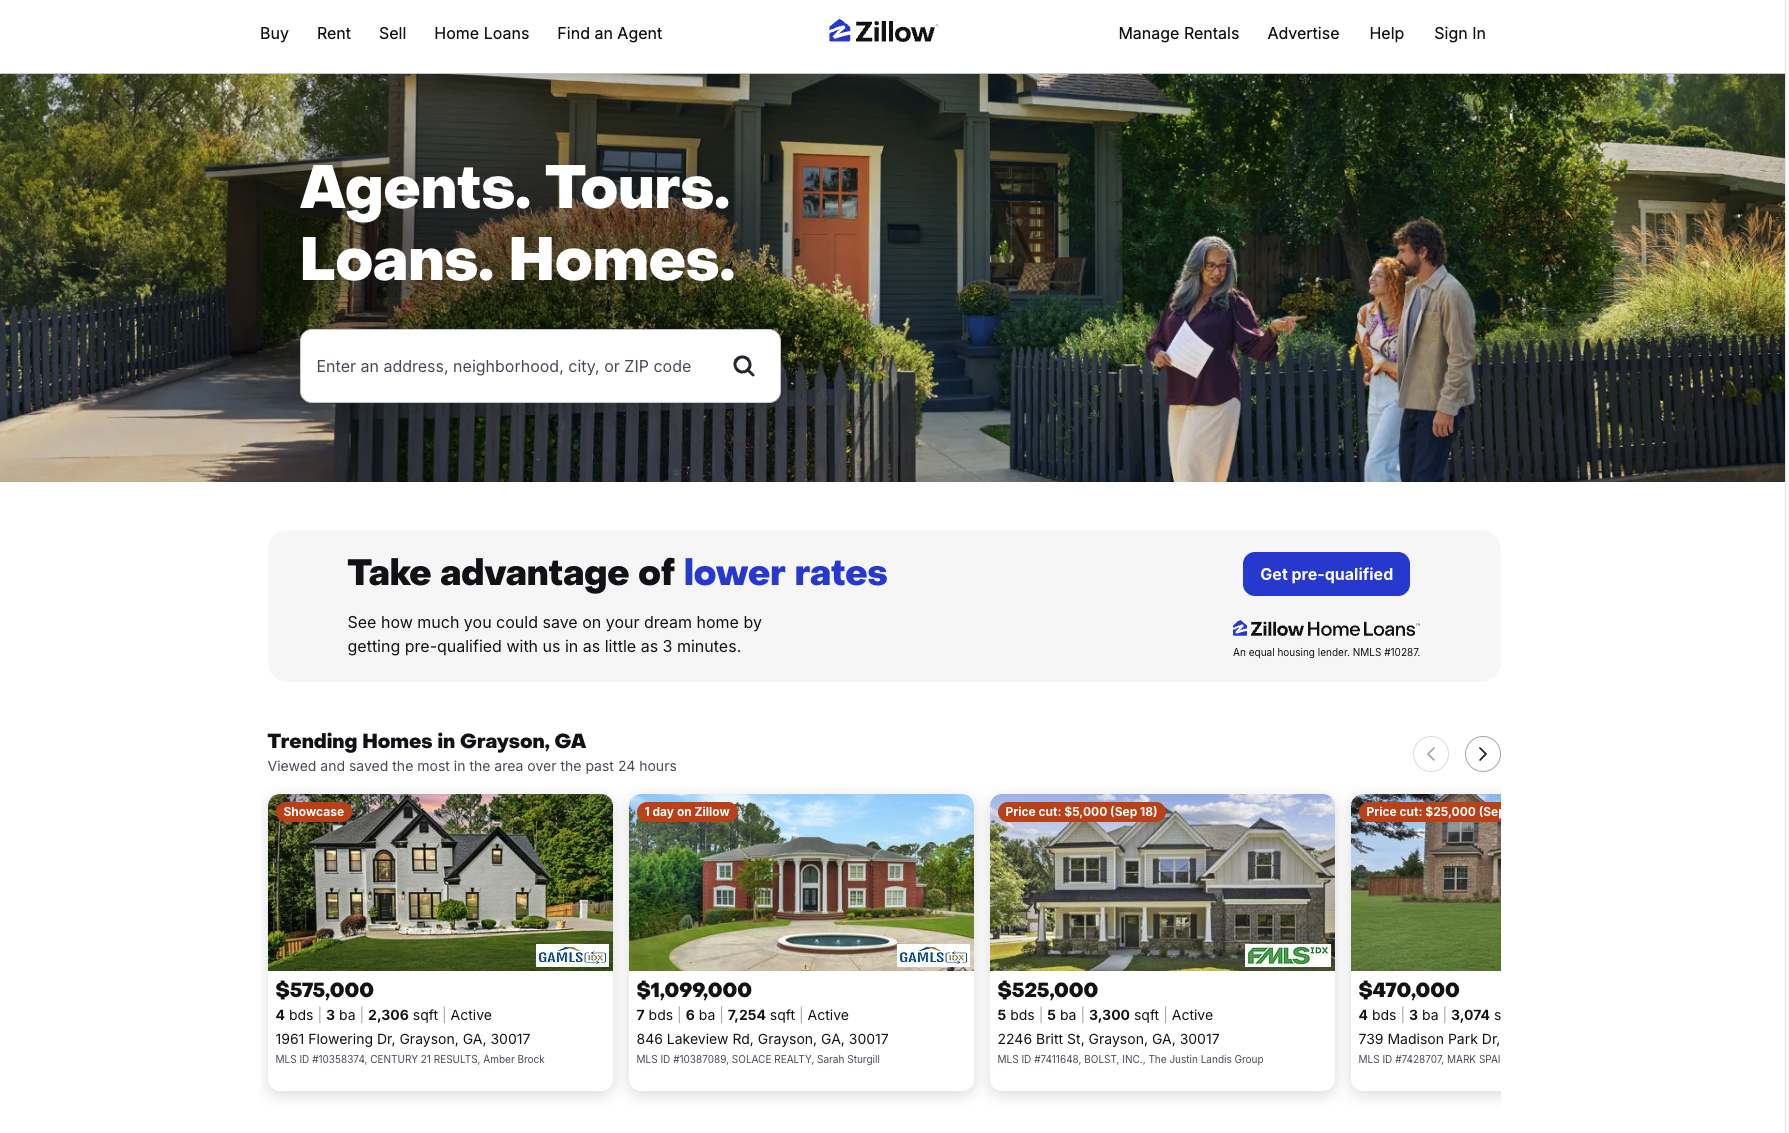 Buy Rent Sell Home Loans Find an Agent Zillow Manage Rentals Advertise Help Sign In
Agents. Tours.
Loans. Homes.
Enter an address, neighborhood, city, or ZIP code
Take advantage of lower rates
See how much you could save on your dream home by
getting pre-qualified with us in as little as 3 minutes.
Get pre-qualified
Zillow Home Loans™
An equal housing lender. NMLS #10287.
Trending Homes in Grayson, GA
Viewed and saved the most in the area over the past 24 hours
Showcase
GAMLS IDX
$575,000
4 bds | 3 ba | 2,306 sqft | Active
1961 Flowering Dr, Grayson, GA, 30017
MLS ID #10358374, CENTURY 21 RESULTS, Amber Brock
1 day on Zillow
GAMLS IDX
$1,099,000
7 bds | 6 ba | 7,254 sqft | Active
846 Lakeview Rd, Grayson, GA, 30017
MLS ID #10387089, SOLACE REALTY, Sarah Sturgill
Price cut: $5,000 (Sep 18)
FMLS IDX
$525,000
5 bds | 5 ba | 3,300 sqft | Active
2246 Britt St, Grayson, GA, 30017
MLS ID #7411648, BOLST, INC., The Justin Landis Group
Price cut: $25,000 (Sep
$470,000
4 bds | 3 ba | 3,074 s
739 Madison Park Dr,
MLS ID #7428707, MARK SPAI